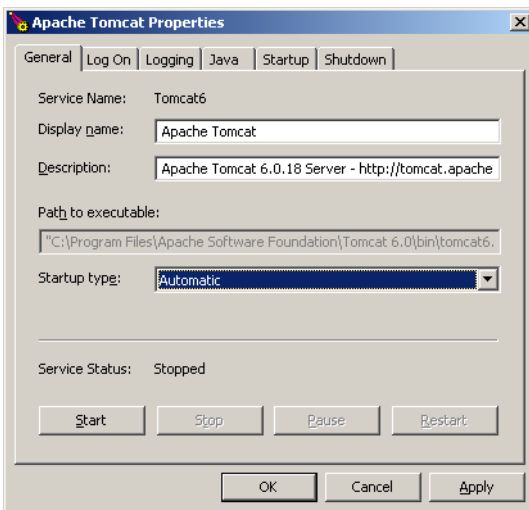 Apache Tomcat Properties
General Log On Logging Java Startup Shutdown
Service Name: Tomcat6
Display name: Apache Tomcat
Description: Apache Tomcat 6.0.18 Server - http://tomcat.apache
Path to executable:
"C:\Program Files\Apache Software Foundation\Tomcat 6.0\bin\tomcat6.
Startup type: Automatic
Service Status: Stopped
Start Stop Pause Restart
OK Cancel Apply